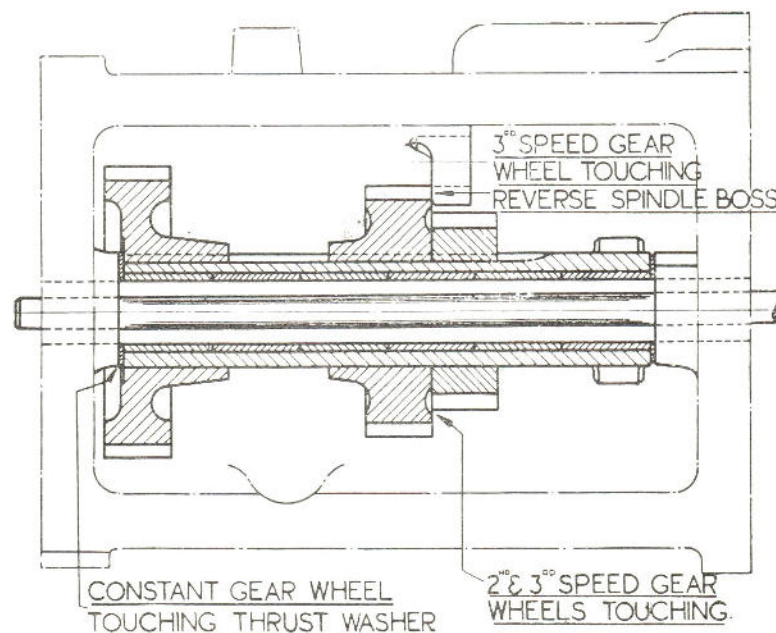 3ᴿᴰ SPEED GEAR
WHEEL TOUCHING
REVERSE SPINDLE BOSS
CONSTANT GEAR WHEEL
TOUCHING THRUST WASHER
2ᴺᴰ & 3ᴿᴰ SPEED GEAR
WHEELS TOUCHING.